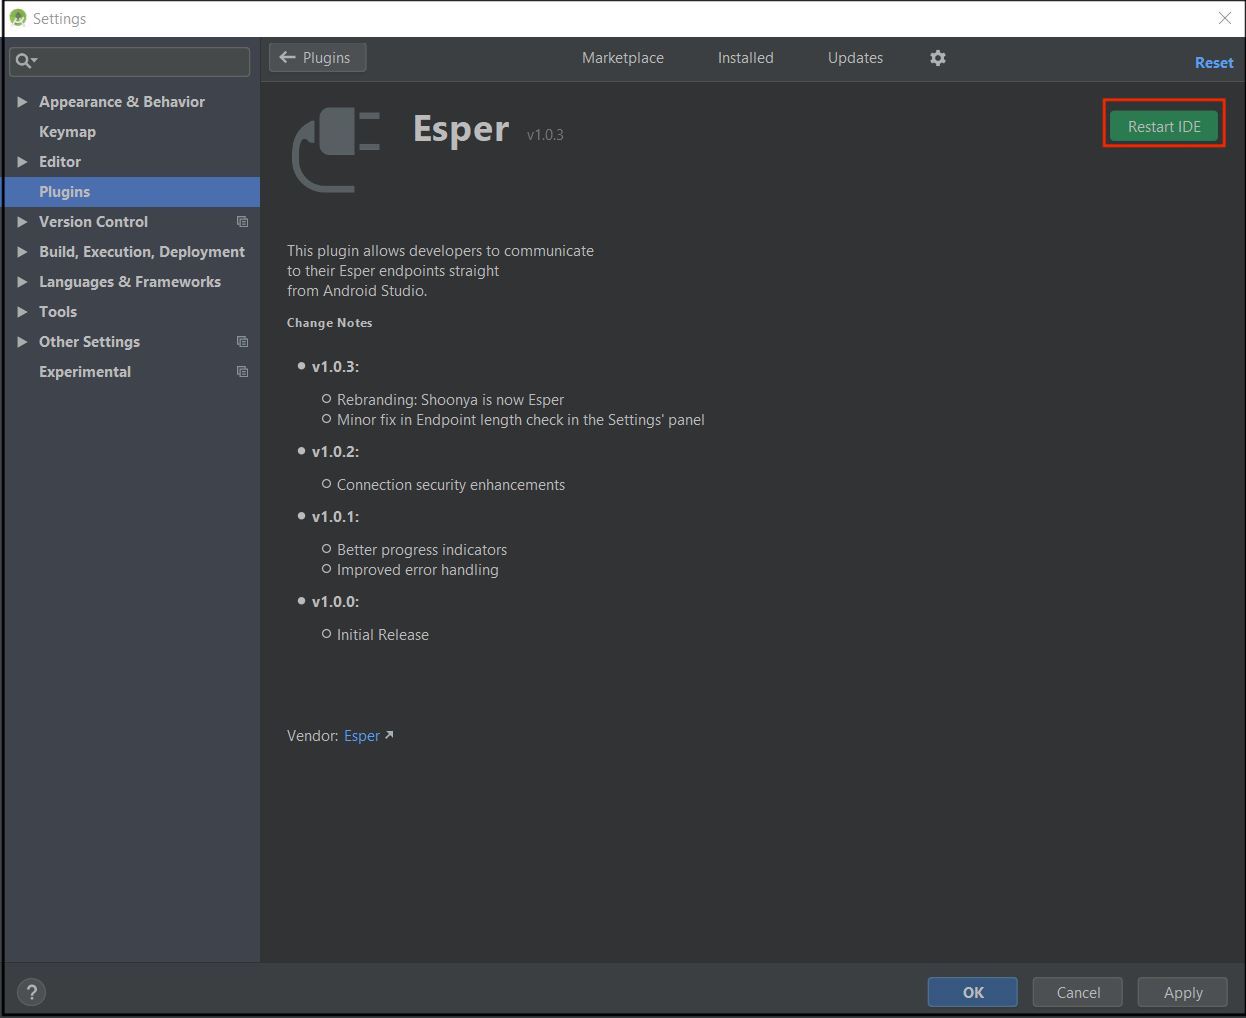 Settings
Plugins
Marketplace
Installed
Updates
Reset
Appearance & Behavior
Keymap
Editor
Plugins
Version Control
Build, Execution, Deployment
Languages & Frameworks
Tools
Other Settings
Experimental
Esper v1.0.3
Restart IDE
This plugin allows developers to communicate
to their Esper endpoints straight
from Android Studio.
Change Notes
v1.0.3:
Rebranding: Shoonya is now Esper
Minor fix in Endpoint length check in the Settings' panel
v1.0.2:
Connection security enhancements
v1.0.1:
Better progress indicators
Improved error handling
v1.0.0:
Initial Release
Vendor: Esper
?
OK
Cancel
Apply